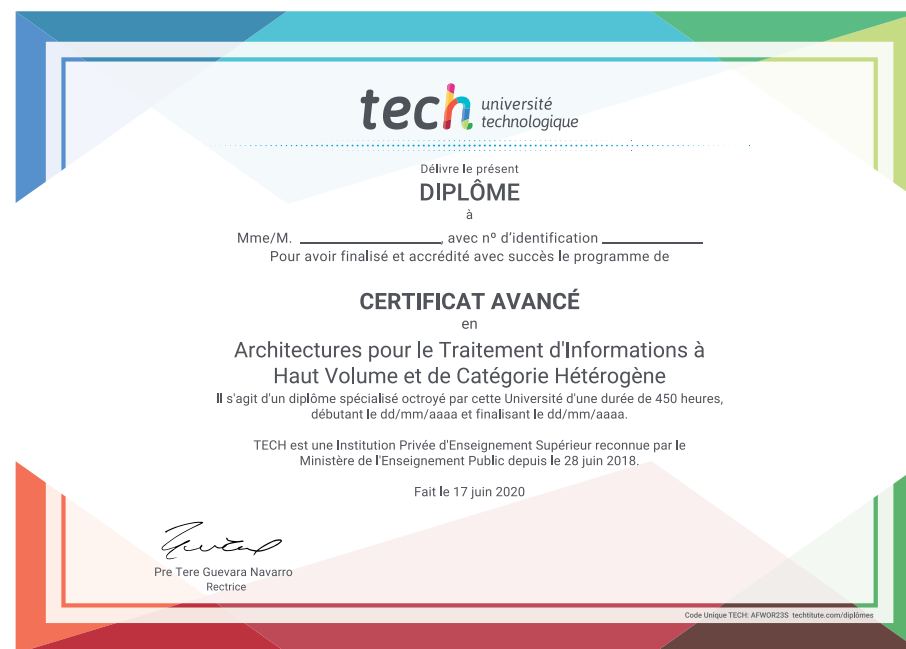 tech université
technologique
Délivre le présent
DIPLÔME
à
Mme/M. ____________________, avec nº d'identification ______________
Pour avoir finalisé et accrédité avec succès le programme de
CERTIFICAT AVANCÉ
en
Architectures pour le Traitement d'Informations à
Haut Volume et de Catégorie Hétérogène
Il s'agit d'un diplôme spécialisé octroyé par cette Université d'une durée de 450 heures,
débutant le dd/mm/aaaa et finalisant le dd/mm/aaaa.
TECH est une Institution Privée d'Enseignement Supérieur reconnue par le
Ministère de l'Enseignement Public depuis le 28 juin 2018.
Fait le 17 juin 2020
Pre Tere Guevara Navarro
Rectrice
Code Unique TECH: AFWOR23S techtitute.com/diplômes